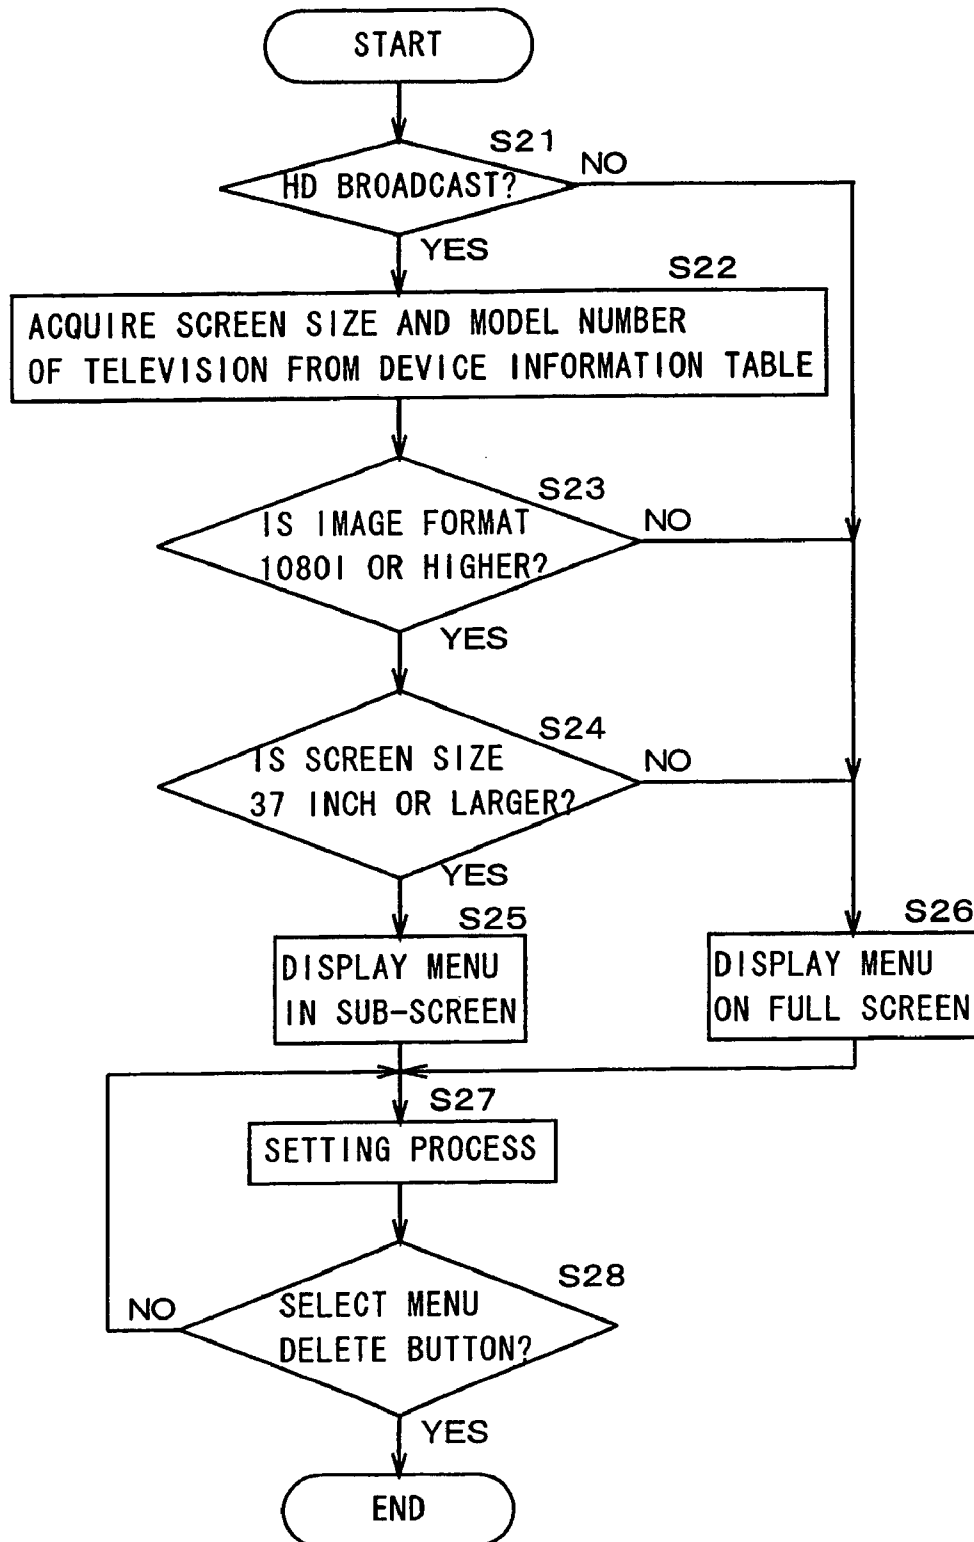 START
S21
HD BROADCAST?
NO
YES
S22
ACQUIRE SCREEN SIZE AND MODEL NUMBER
OF TELEVISION FROM DEVICE INFORMATION TABLE
S23
IS IMAGE FORMAT
1080I OR HIGHER?
NO
YES
S24
IS SCREEN SIZE
37 INCH OR LARGER?
NO
YES
S25
DISPLAY MENU
IN SUB-SCREEN
S26
DISPLAY MENU
ON FULL SCREEN
S27
SETTING PROCESS
S28
SELECT MENU
DELETE BUTTON?
NO
YES
END